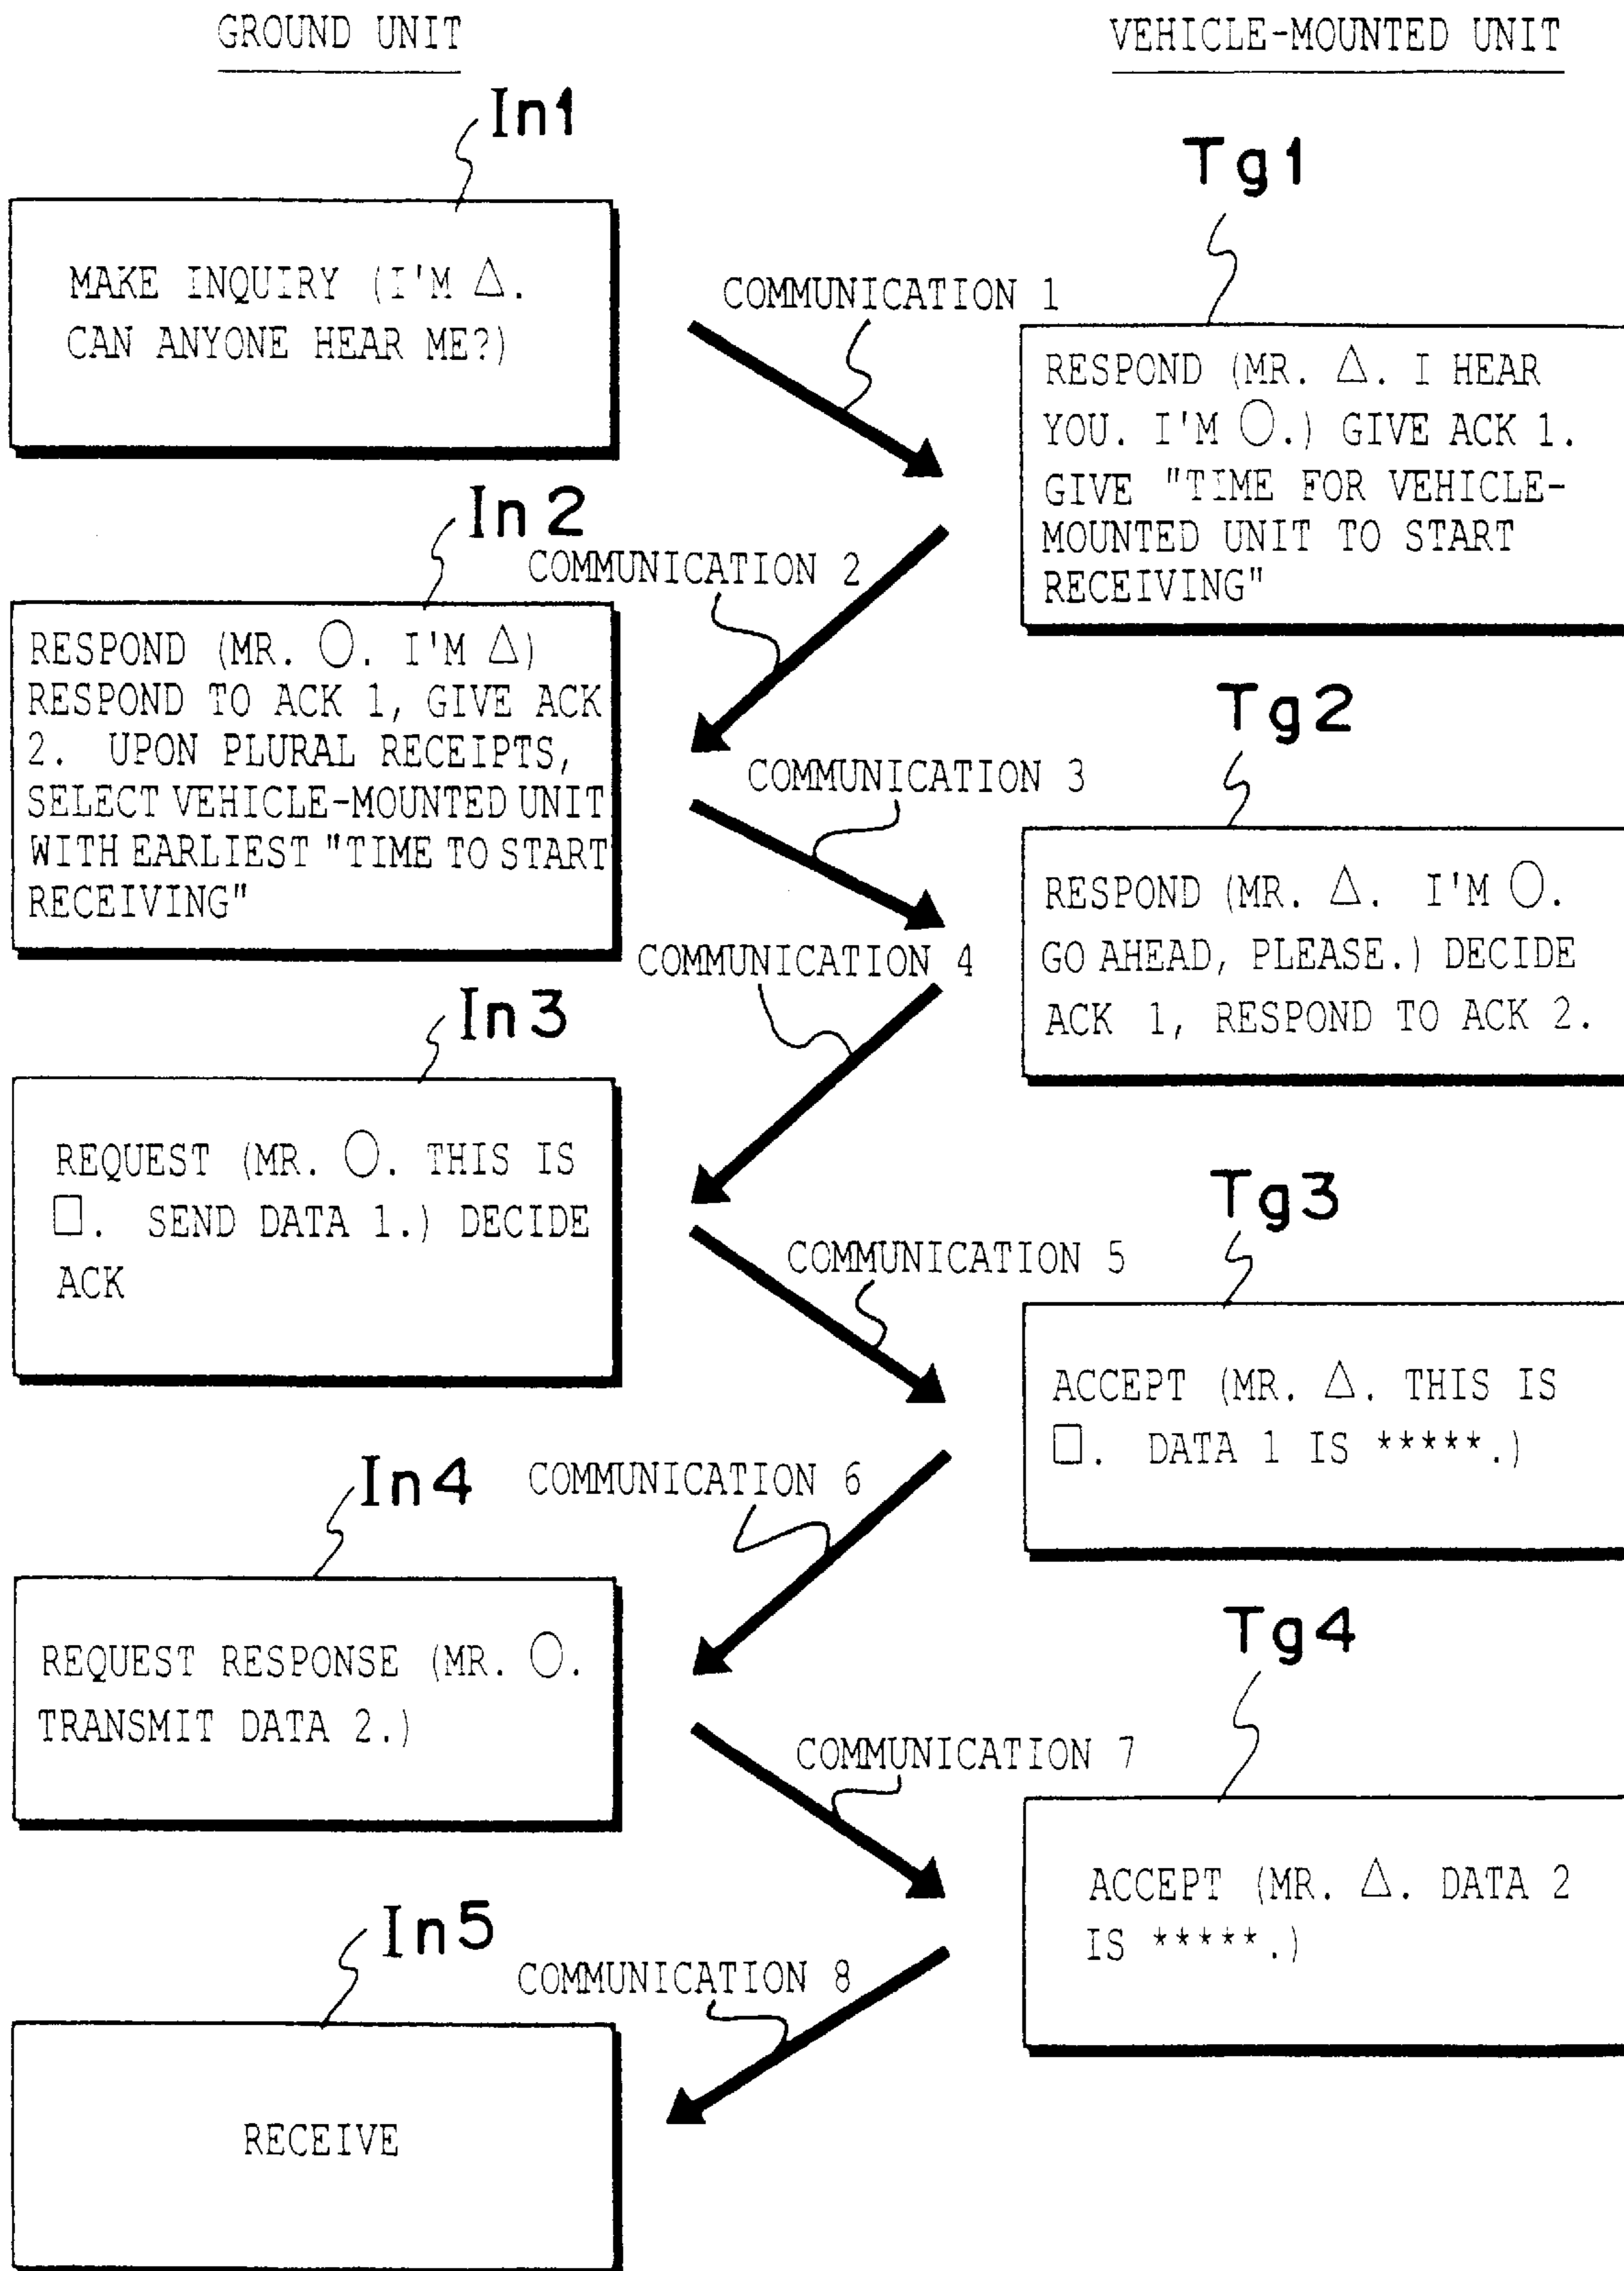 GROUND UNIT
VEHICLE-MOUNTED UNIT
In1
MAKE INQUIRY (I'M △.
CAN ANYONE HEAR ME?)
COMMUNICATION 1
Tg1
RESPOND (MR. △. I HEAR
YOU. I'M ○.) GIVE ACK 1.
GIVE "TIME FOR VEHICLE-
MOUNTED UNIT TO START
RECEIVING"
COMMUNICATION 2
In2
RESPOND (MR. ○. I'M △)
RESPOND TO ACK 1, GIVE ACK
2. UPON PLURAL RECEIPTS,
SELECT VEHICLE-MOUNTED UNIT
WITH EARLIEST "TIME TO START
RECEIVING"
COMMUNICATION 3
Tg2
RESPOND (MR. △. I'M ○.
GO AHEAD, PLEASE.) DECIDE
ACK 1, RESPOND TO ACK 2.
COMMUNICATION 4
In3
REQUEST (MR. ○. THIS IS
□. SEND DATA 1.) DECIDE
ACK
COMMUNICATION 5
Tg3
ACCEPT (MR. △. THIS IS
□. DATA 1 IS *****.)
COMMUNICATION 6
In4
REQUEST RESPONSE (MR. ○.
TRANSMIT DATA 2.)
COMMUNICATION 7
Tg4
ACCEPT (MR. △. DATA 2
IS *****.)
COMMUNICATION 8
In5
RECEIVE